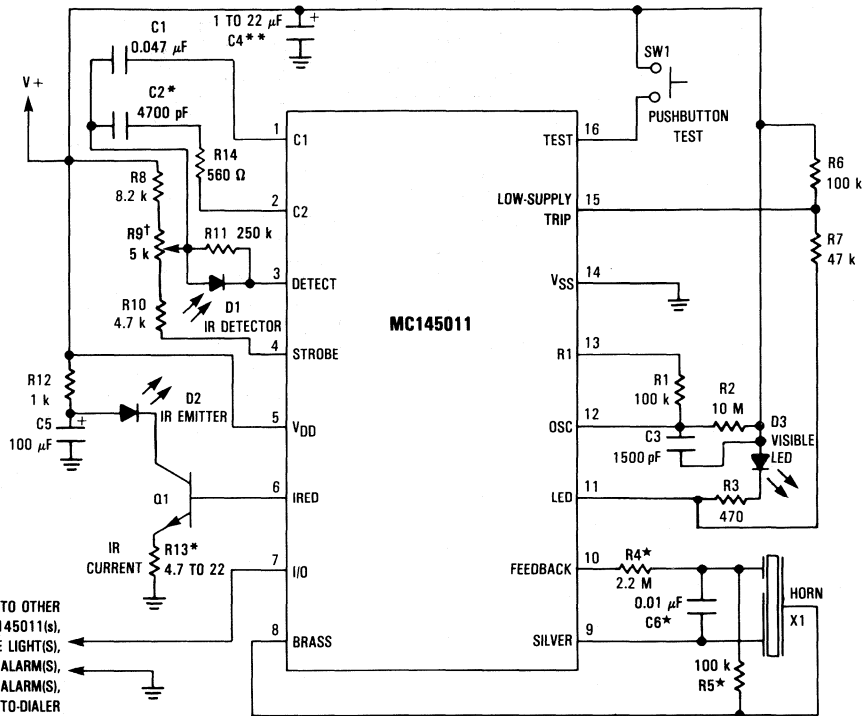 1 TO 22 µF
C4**
+
C1
0.047 µF
C2*
4700 pF
V+
SW1
PUSHBUTTON
TEST
1
C1
R14
560 Ω
2
C2
R8
8.2 k
R9†
5 k
R11 250 k
3
DETECT
D1
IR DETECTOR
R10
4.7 k
4
STROBE
MC145011
TEST
16
LOW-SUPPLY
TRIP
15
R6
100 k
R7
47 k
VSS
14
R1
13
R1
100 k
R2
10 M
OSC
12
C3
1500 pF
D3
VISIBLE
LED
R3
470
LED
11
R12
1 k
C5
100 µF
+
D2
IR EMITTER
5
VDD
Q1
6
IRED
IR
CURRENT
R13*
4.7 TO 22
7
I/O
8
BRASS
FEEDBACK
10
R4★
2.2 M
0.01 µF
C6★
SILVER
9
HORN
X1
100 k
R5★
TO OTHER
145011(s),
E LIGHT(S),
ALARM(S),
ALARM(S),
TO-DIALER